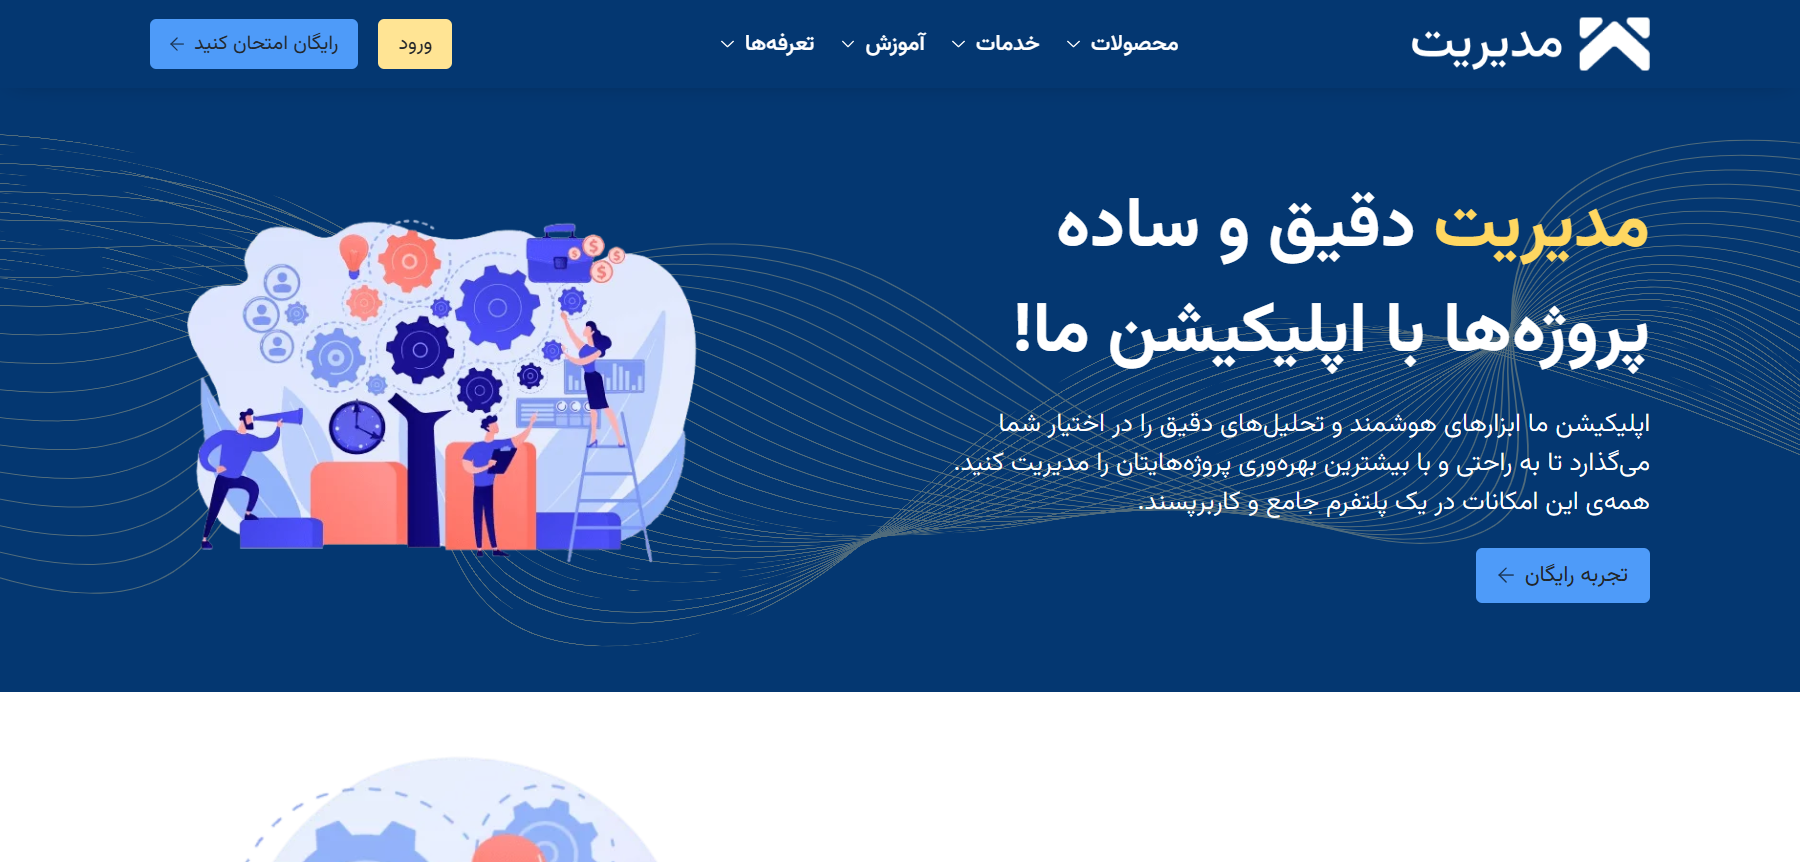 مدیریت
محصولات
خدمات
آموزش
تعرفه‌ها
ورود
رایگان امتحان کنید
مدیریت دقیق و ساده
پروژه‌ها با اپلیکیشن ما!
اپلیکیشن ما ابزارهای هوشمند و تحلیل‌های دقیق را در اختیار شما
می‌گذارد تا به راحتی و با بیشترین بهره‌وری پروژه‌هایتان را مدیریت کنید.
همه‌ی این امکانات در یک پلتفرم جامع و کاربرپسند.
تجربه رایگان